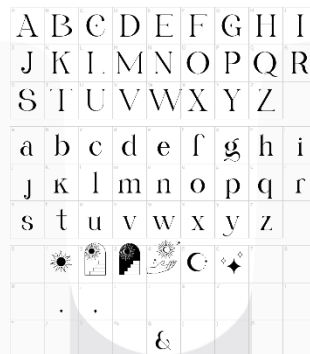 A B C D E F G H I
J K L M N O P Q R
S T U V W X Y Z
a b c d e f g h i
j k l m n o p q r
s t u v w x y z
. .
&